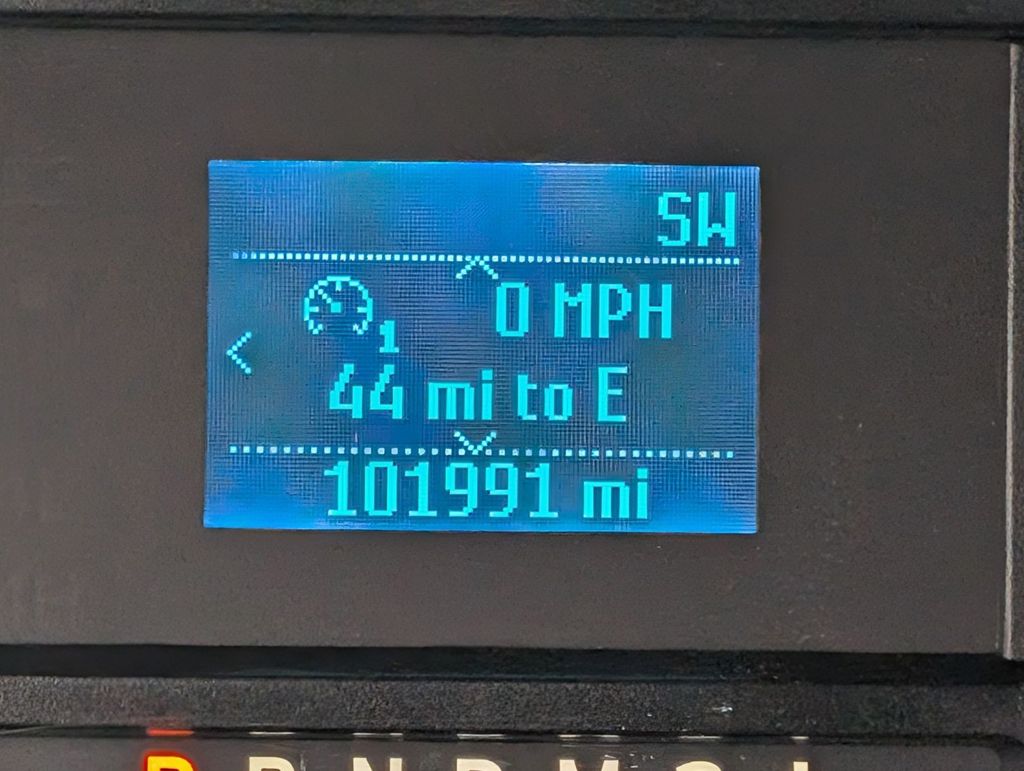 SW
0 MPH
1
44 mi to E
101991 mi
P R N D M